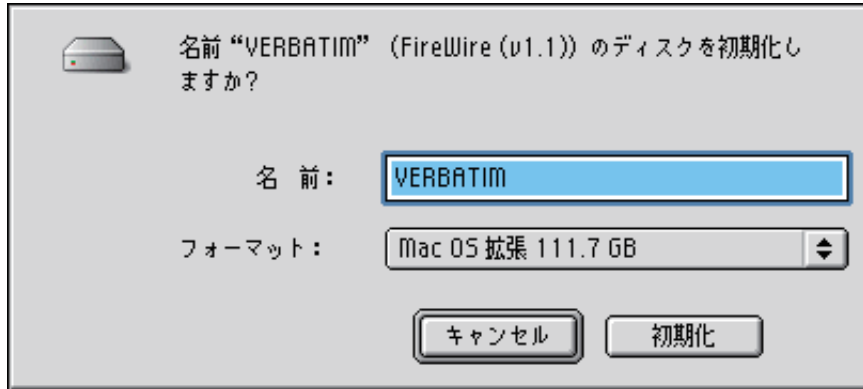 名前“VERBATIM” (FireWire (v1.1)) のディスクを初期化し
ますか?
名 前: VERBATIM
フォーマット: Mac OS 拡張 111.7 GB
キャンセル 初期化